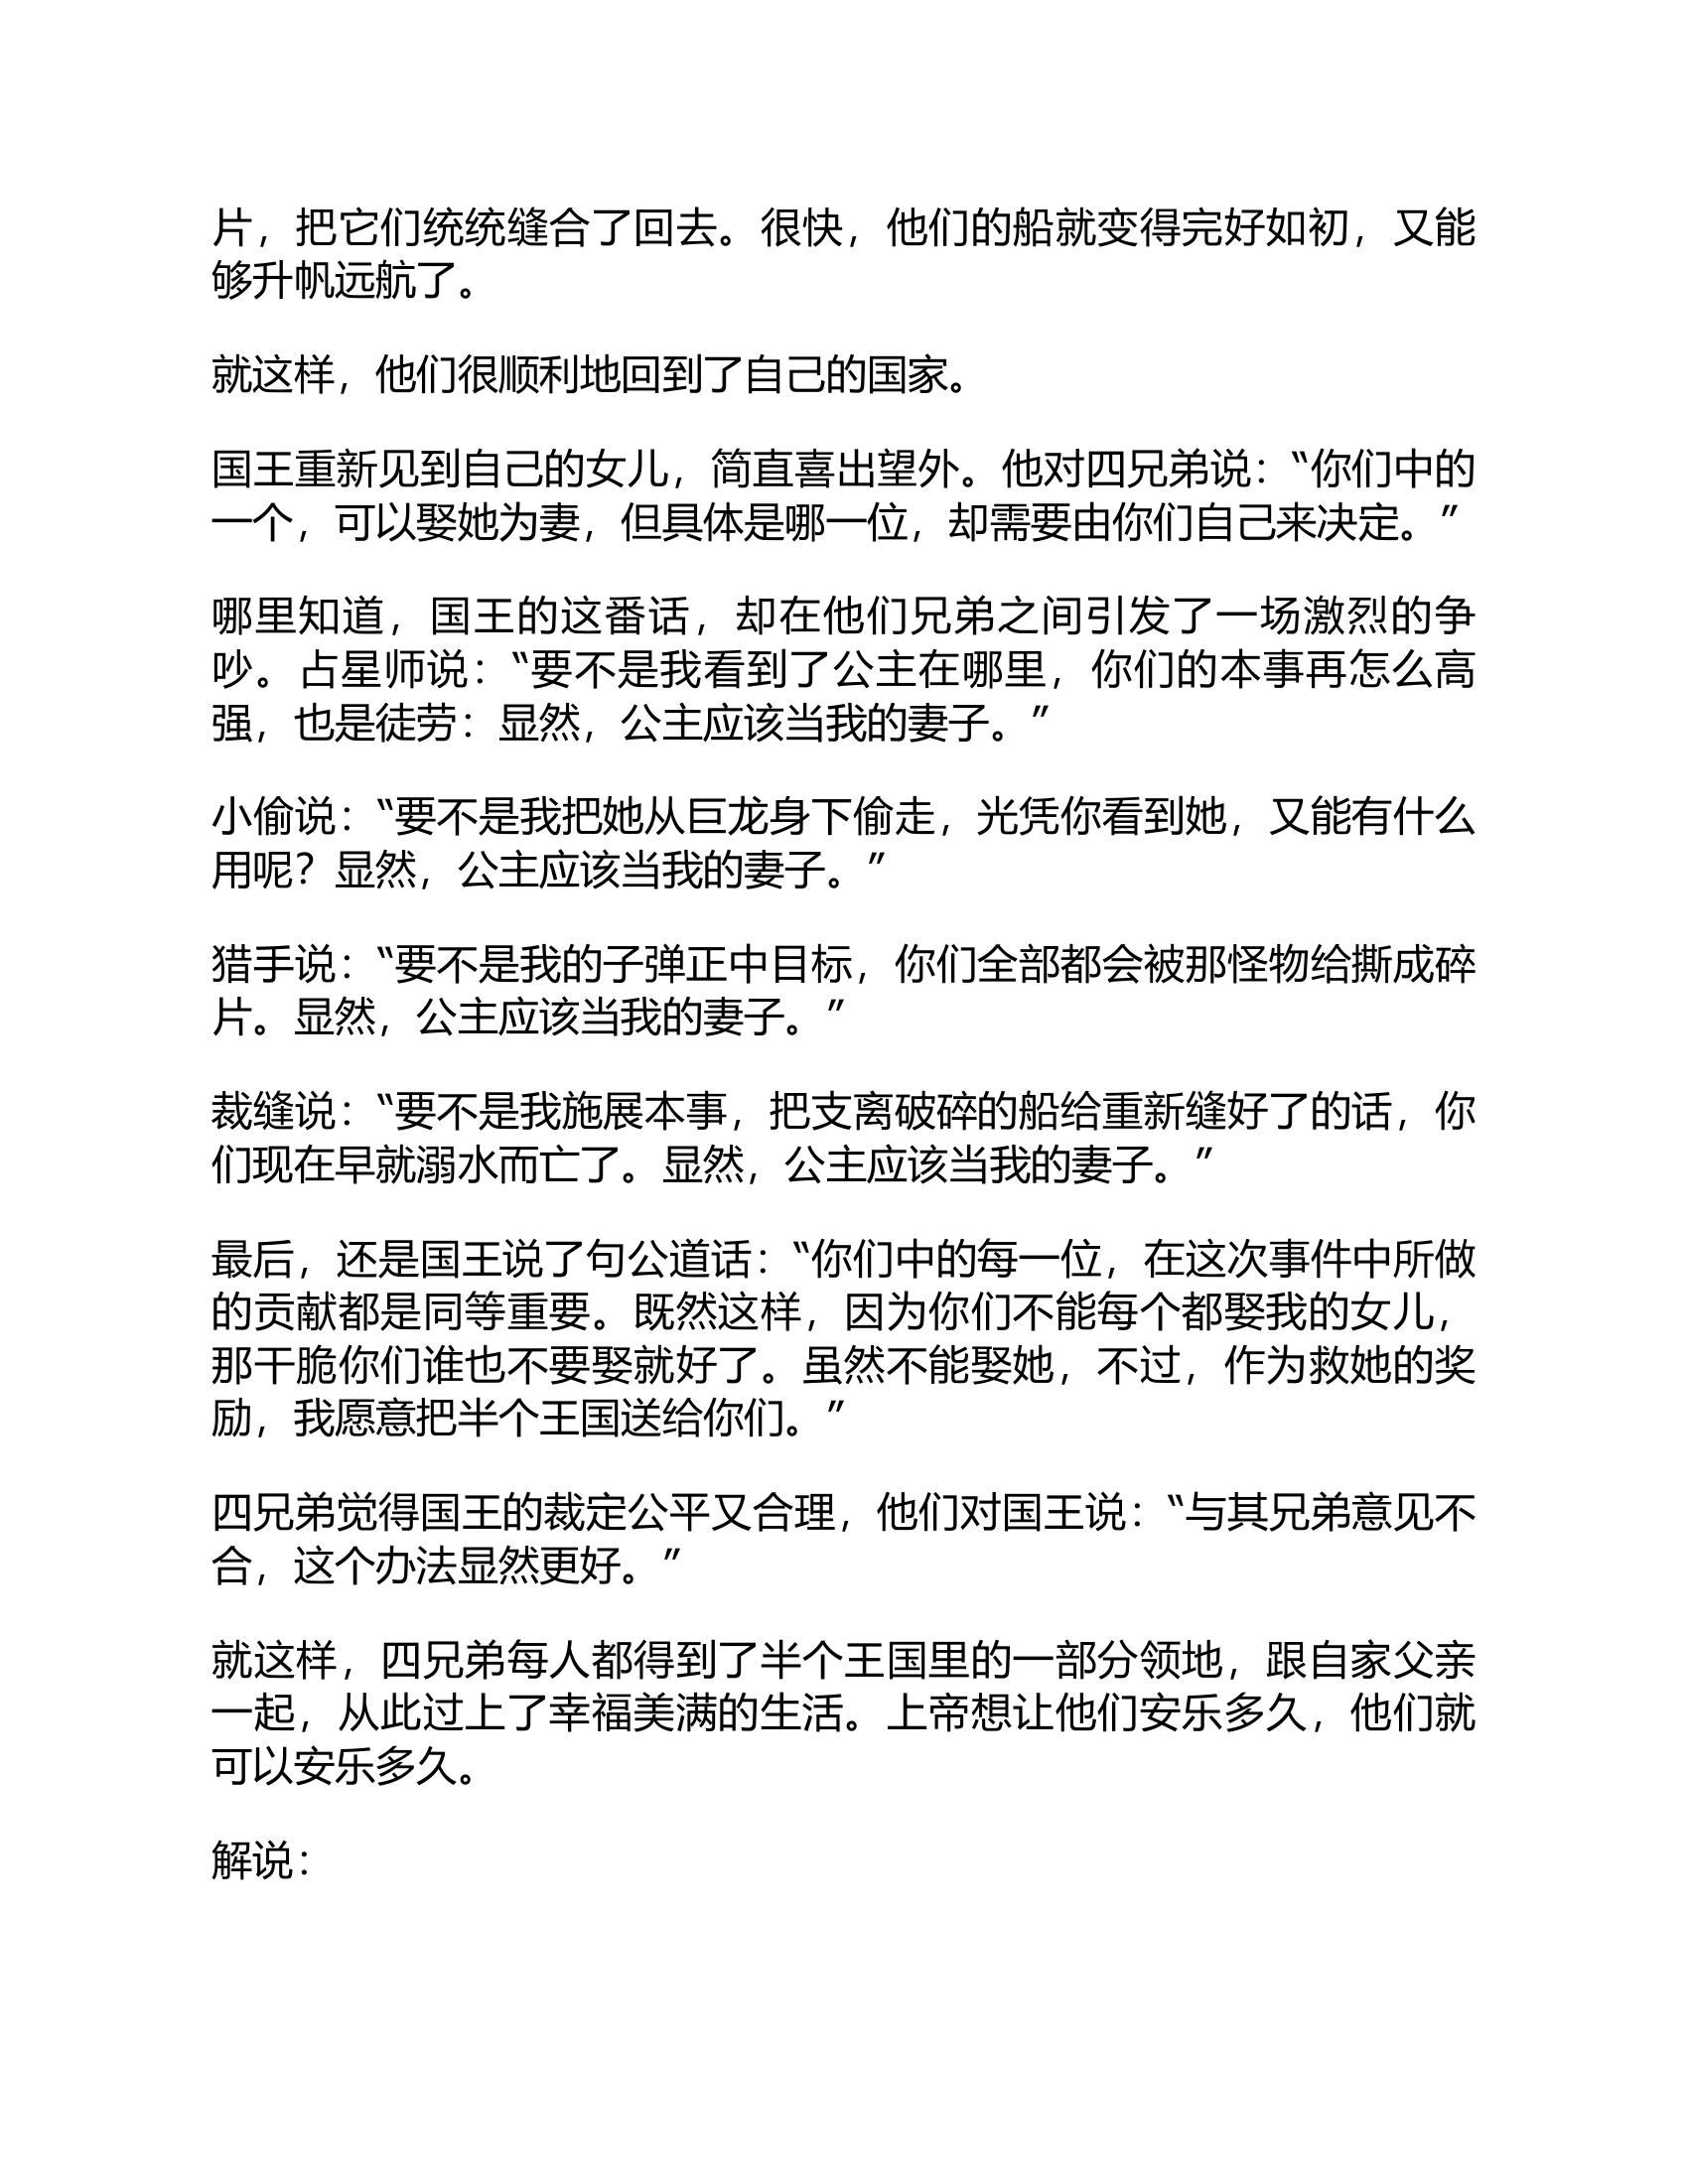 片，把它们统统缝合了回去。很快，他们的船就变得完好如初，又能
够升帆远航了。
就这样，他们很顺利地回到了自己的国家。
国王重新见到自己的女儿，简直喜出望外。他对四兄弟说：“你们中的
一个，可以娶她为妻，但具体是哪一位，却需要由你们自己来决定。”
哪里知道，国王的这番话，却在他们兄弟之间引发了一场激烈的争
吵。占星师说：“要不是我看到了公主在哪里，你们的本事再怎么高
强，也是徒劳：显然，公主应该当我的妻子。”
小偷说：“要不是我把她从巨龙身下偷走，光凭你看到她，又能有什么
用呢？显然，公主应该当我的妻子。”
猎手说：“要不是我的子弹正中目标，你们全部都会被那怪物给撕成碎
片。显然，公主应该当我的妻子。”
裁缝说：“要不是我施展本事，把支离破碎的船给重新缝好了的话，你
们现在早就溺水而亡了。显然，公主应该当我的妻子。”
最后，还是国王说了句公道话：“你们中的每一位，在这次事件中所做
的贡献都是同等重要。既然这样，因为你们不能每个都娶我的女儿，
那干脆你们谁也不要娶就好了。虽然不能娶她，不过，作为救她的奖
励，我愿意把半个王国送给你们。”
四兄弟觉得国王的裁定公平又合理，他们对国王说：“与其兄弟意见不
合，这个办法显然更好。”
就这样，四兄弟每人都得到了半个王国里的一部分领地，跟自家父亲
一起，从此过上了幸福美满的生活。上帝想让他们安乐多久，他们就
可以安乐多久。
解说：